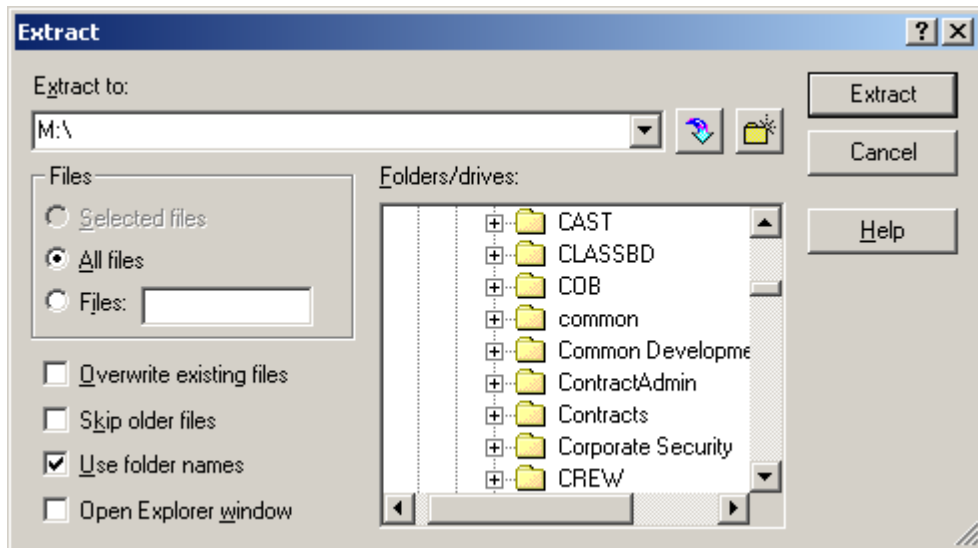 Extract
Extract to:
M:\
Extract
Cancel
Help
Files
Selected files
All files
Files:
Overwrite existing files
Skip older files
Use folder names
Open Explorer window
Folders/drives:
CAST
CLASSBD
COB
common
Common Developme
ContractAdmin
Contracts
Corporate Security
CREW